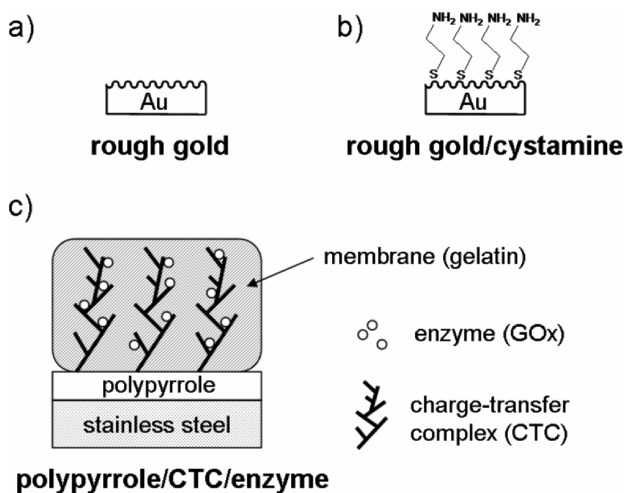 a)
b)
NH2 NH2 NH2 NH2
S S S S
Au
Au
rough gold
rough gold/cystamine
c)
membrane (gelatin)
enzyme (GOx)
polypyrrole
charge-transfer
complex (CTC)
stainless steel
polypyrrole/CTC/enzyme